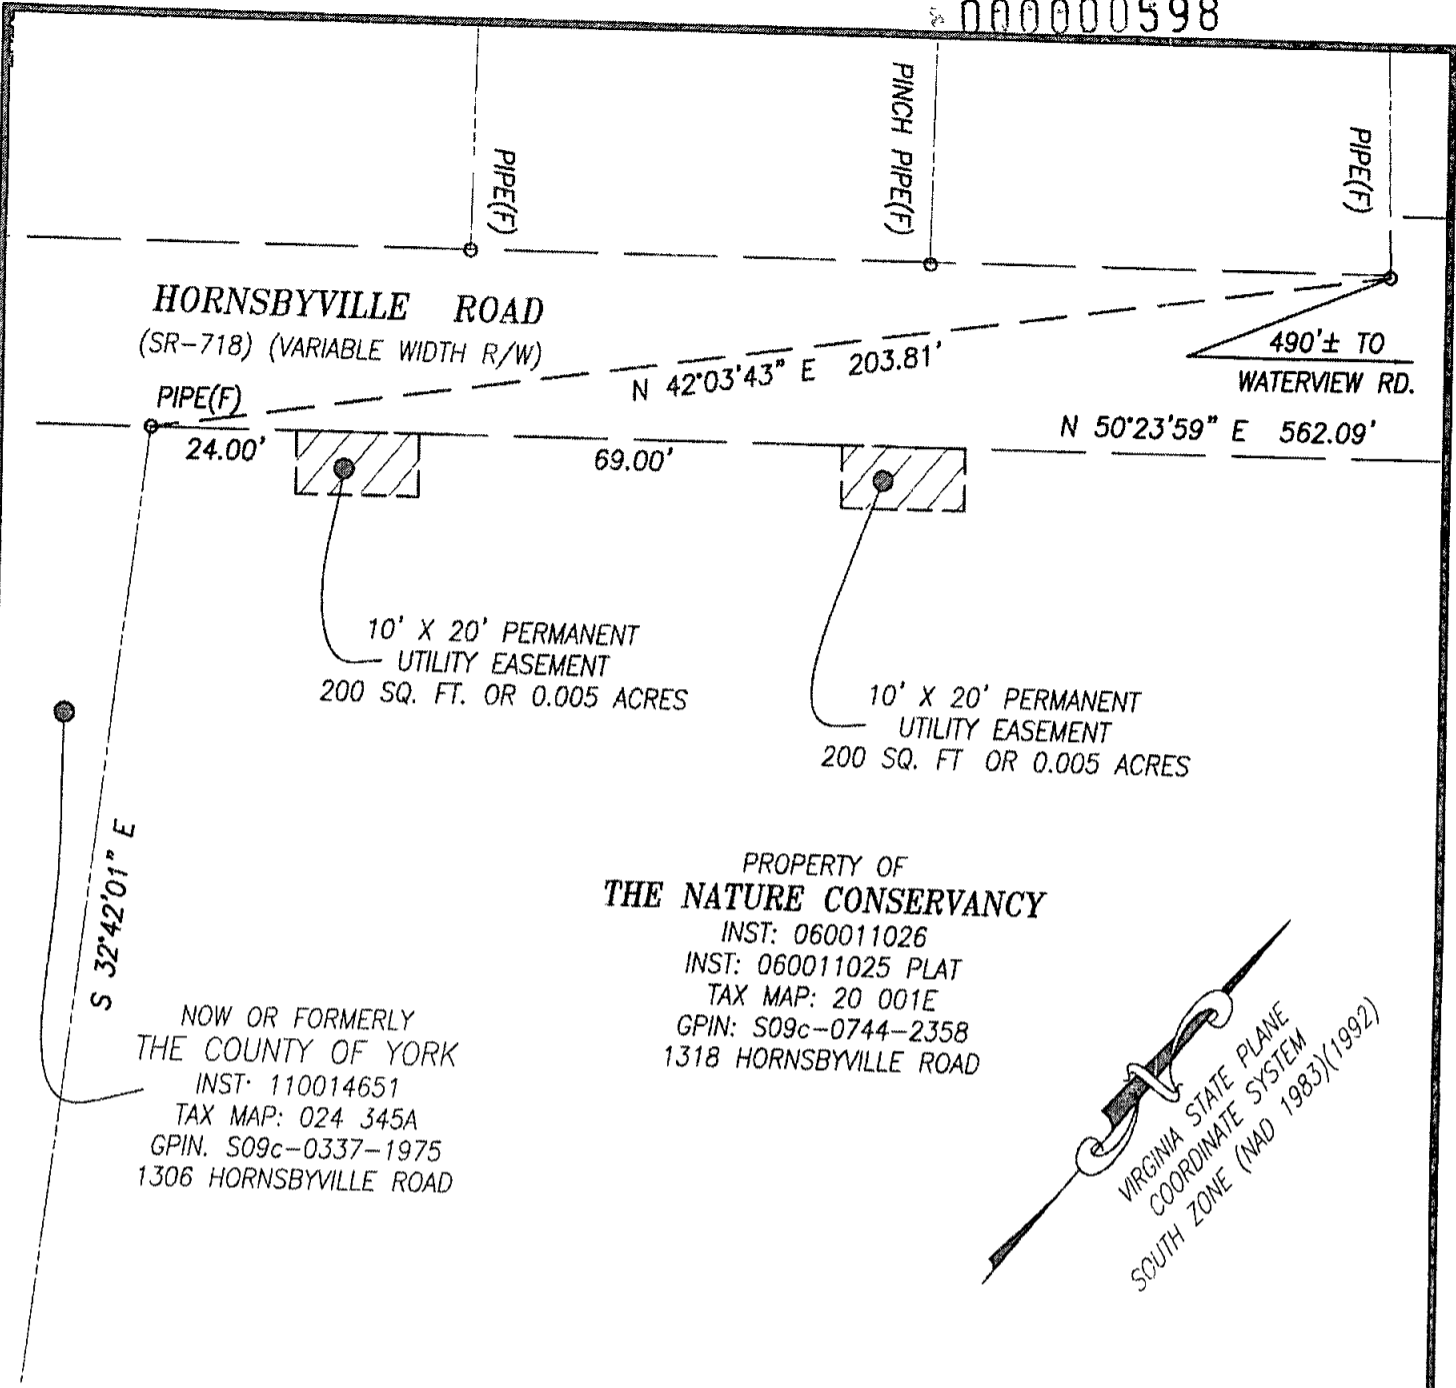 000000598
PIPE(F)
PINCH PIPE(F)
PIPE(F)
HORNSBYVILLE ROAD
(SR-718) (VARIABLE WIDTH R/W)
N 42°03'43" E 203.81'
490'± TO
WATERVIEW RD.
PIPE(F)
24.00'
69.00'
N 50°23'59" E 562.09'
10' X 20' PERMANENT
UTILITY EASEMENT
200 SQ. FT. OR 0.005 ACRES
10' X 20' PERMANENT
UTILITY EASEMENT
200 SQ. FT OR 0.005 ACRES
S 32°42'01" E
PROPERTY OF
THE NATURE CONSERVANCY
INST: 060011026
INST: 060011025 PLAT
TAX MAP: 20 001E
GPIN: S09c-0744-2358
1318 HORNSBYVILLE ROAD
NOW OR FORMERLY
THE COUNTY OF YORK
INST· 110014651
TAX MAP: 024 345A
GPIN. S09c-0337-1975
1306 HORNSBYVILLE ROAD
VIRGINIA STATE PLANE
COORDINATE SYSTEM
SOUTH ZONE (NAD 1983)(1992)